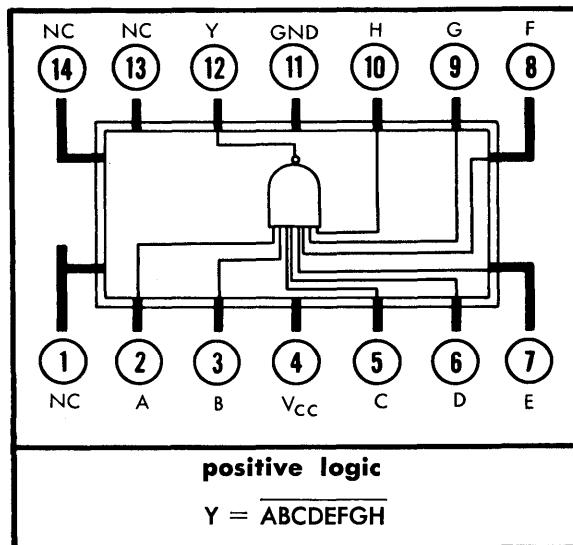 NC NC Y GND H G F
14 13 12 11 10 9 8
1 2 3 4 5 6 7
NC A B VCC C D E
positive logic
Y = A̅B̅C̅D̅E̅F̅G̅H̅